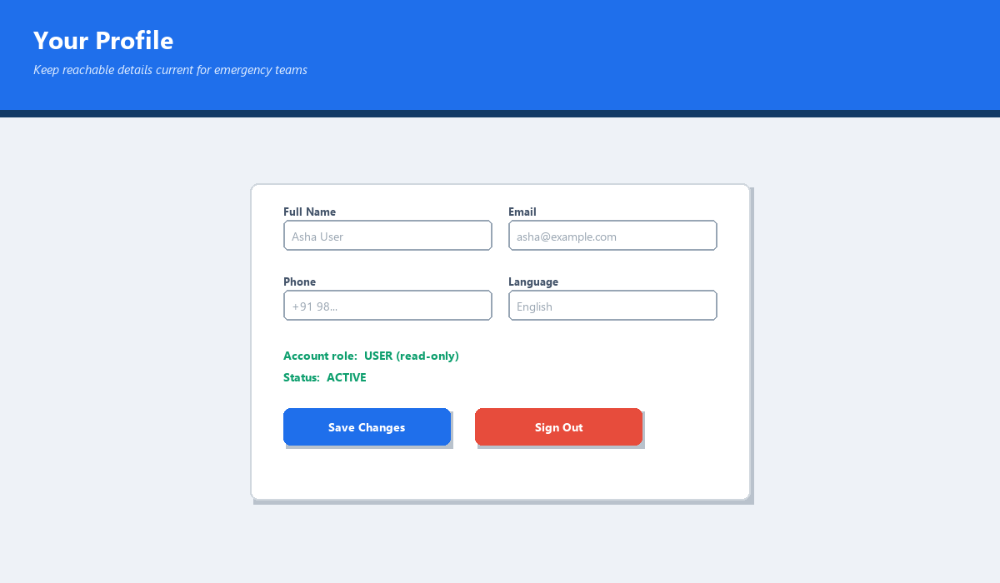 Your Profile
Keep reachable details current for emergency teams
Full Name
Email
Asha User
asha@example.com
Phone
Language
+91 98...
English
Account role:  USER (read-only)
Status:  ACTIVE
Save Changes
Sign Out